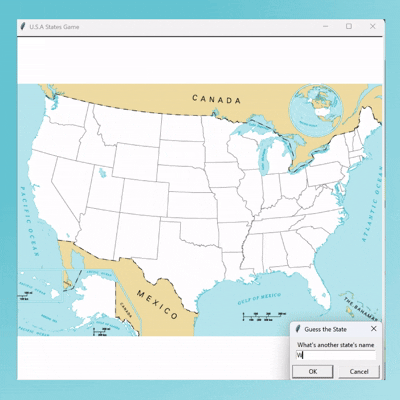 U.S.A States Game
CANADA
PACIFIC OCEAN
ATLANTIC OCEAN
MEXICO
GULF OF MEXICO
THE BAHAMAS
CANADA
Guess the State
What's another state's name
W
OK
Cancel